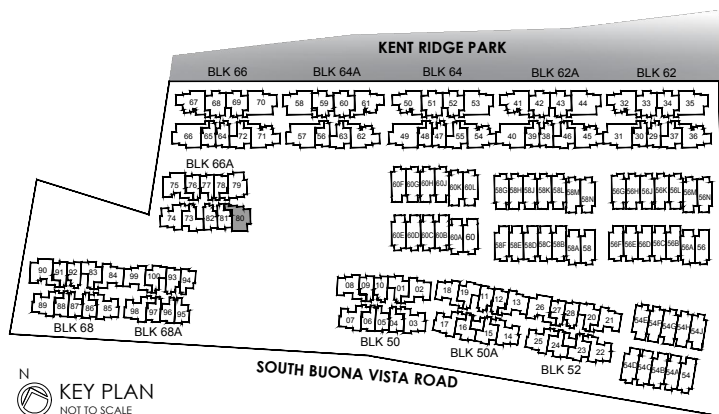 KENT RIDGE PARK
BLK 66 BLK 64A BLK 64 BLK 62A BLK 62
67 68 69 70 58 59 60 61 50 51 52 53 41 42 43 44 32 33 34 35
66 65 64 72 71 57 56 63 62 49 48 47 55 54 40 39 38 46 45 31 30 29 37 36
BLK 66A
75 76 77 78 79 60F 60G 60H 60J 60K 60L 58G 58H 58J 58K 58L 58M 58N 56G 56H 56J 56K 56L 56M 56N
74 73 82 81 80 60E 60D 60C 60B 60A 60 58F 58E 58D 58C 58B 58A 58 56F 56E 56D 56C 56B 56A 56
90 91 92 83 84 99 100 93 94 08 09 10 01 02 18 19 11 12 13 26 27 28 20 21 54E 54F 54G 54H 54J
89 88 87 86 85 98 97 96 95 07 06 05 04 03 17 16 15 14 25 24 23 22 54D 54C 54B 54A 54
BLK 68 BLK 68A BLK 50 BLK 50A BLK 52
SOUTH BUONA VISTA ROAD
N
KEY PLAN
NOT TO SCALE